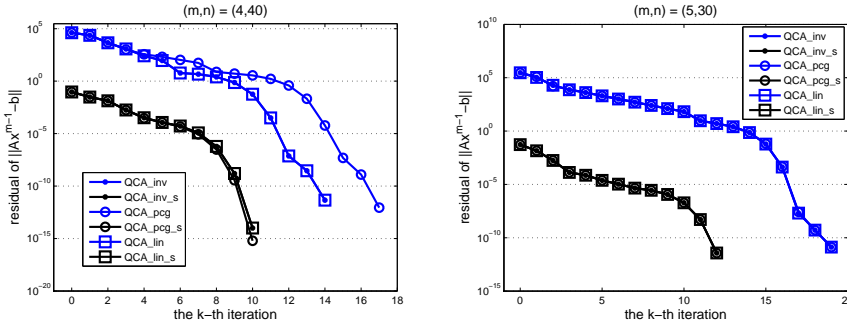 (m,n) = (4,40)
residual of ||Ax^{m−1}−b||
10^5
10^0
10^{−5}
10^{−10}
10^{−15}
10^{−20}
QCA_inv
QCA_inv_s
QCA_pcg
QCA_pcg_s
QCA_lin
QCA_lin_s
0 2 4 6 8 10 12 14 16 18
the k−th iteration
(m,n) = (5,30)
residual of ||Ax^{m−1}−b||
10^{10}
10^5
10^0
10^{−5}
10^{−10}
10^{−15}
QCA_inv
QCA_inv_s
QCA_pcg
QCA_pcg_s
QCA_lin
QCA_lin_s
0 5 10 15 2
the k−th iteration